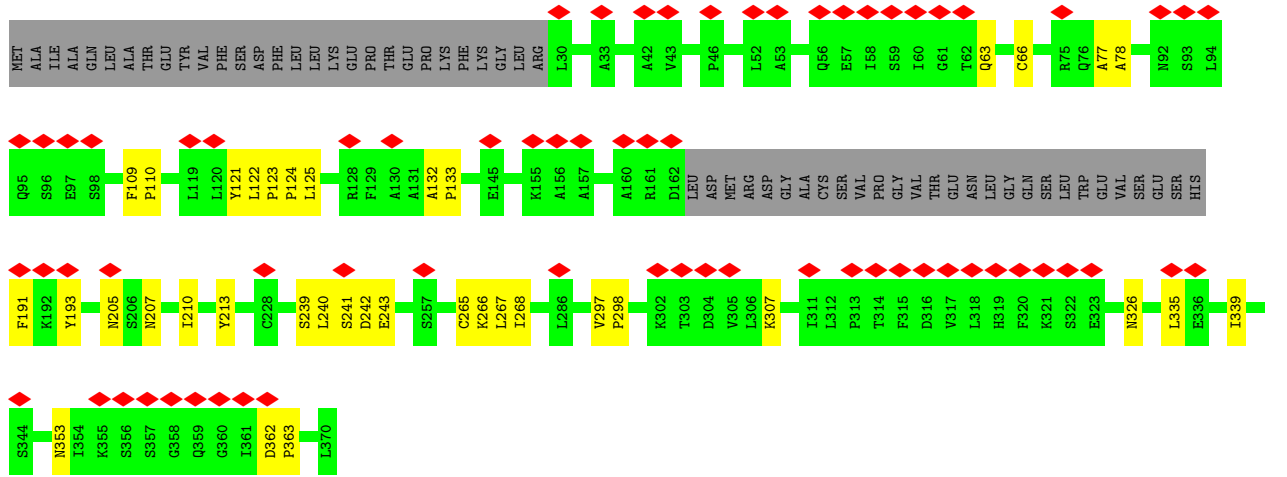 MET ALA ILE ALA GLN LEU ALA THR GLU TYR VAL PHE SER ASP PHE LEU LEU LYS GLU PRO THR GLU PRO LYS PHE LYS GLY LEU ARG L30 A33 A42 V43 P46 L52 A53 Q56 E57 I58 S59 I60 G61 T62 Q63 C66 R75 Q76 A77 A78 N92 S93 L94
Q95 S96 E97 S98 F109 P110 L119 L120 Y121 L122 P123 P124 L125 R128 F129 A130 A131 A132 P133 E145 K155 A156 A157 A160 R161 D162 LEU ASP MET ARG ASP GLY ALA CYS SER VAL PRO GLY VAL THR GLU ASN LEU GLY GLN SER LEU TRP GLU VAL SER GLU SER HIS
F191 K192 Y193 N205 S206 N207 I210 Y213 C228 S239 L240 S241 D242 E243 S257 C265 K266 L267 I268 L286 V297 P298 K302 T303 D304 V305 L306 K307 I311 L312 P313 T314 F315 D316 V317 L318 H319 F320 K321 S322 E323 N326 L335 E336 I339
S344 N353 I354 K355 S356 S357 G358 Q359 G360 I361 D362 P363 L370